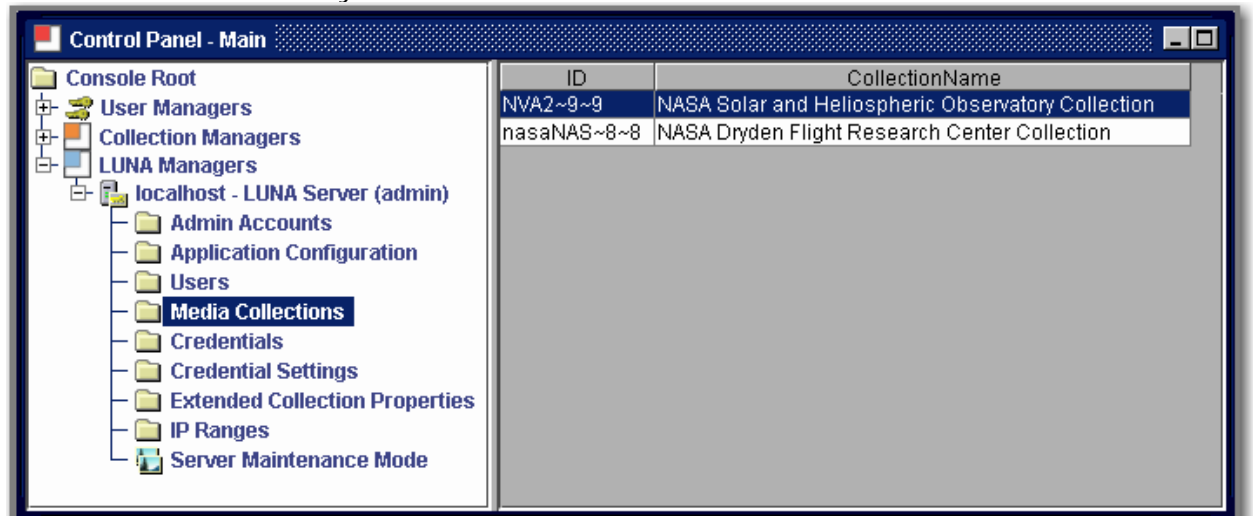 Control Panel - Main
Console Root
User Managers
Collection Managers
LUNA Managers
localhost - LUNA Server (admin)
Admin Accounts
Application Configuration
Users
Media Collections
Credentials
Credential Settings
Extended Collection Properties
IP Ranges
Server Maintenance Mode
ID CollectionName
NVA2~9~9 NASA Solar and Heliospheric Observatory Collection
nasaNAS~8~8 NASA Dryden Flight Research Center Collection